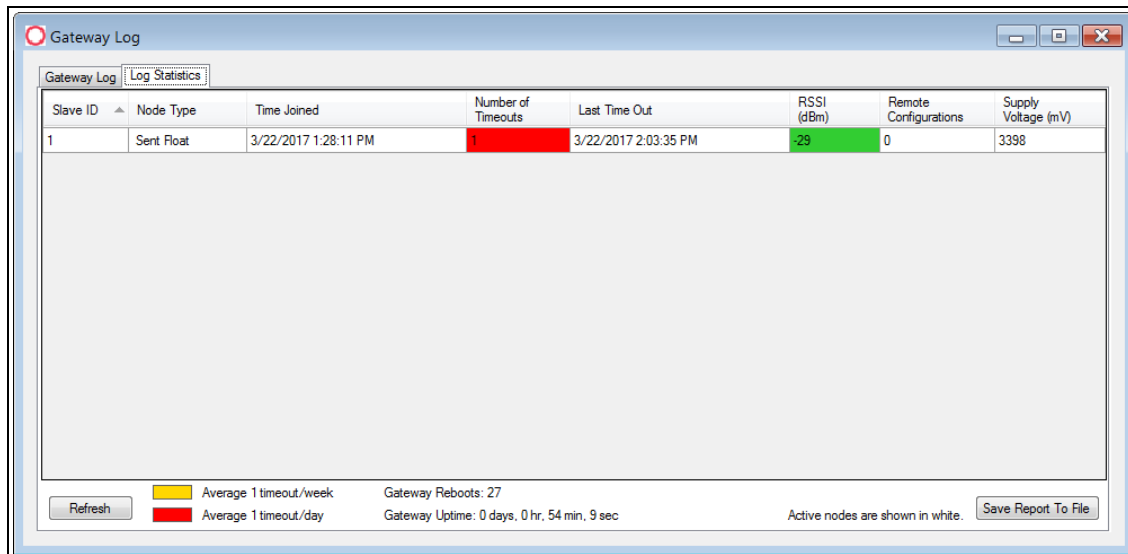 Gateway Log
Gateway Log Log Statistics
Slave ID Node Type Time Joined Number of Timeouts Last Time Out RSSI (dBm) Remote Configurations Supply Voltage (mV)
1 Sent Float 3/22/2017 1:28:11 PM 1 3/22/2017 2:03:35 PM -29 0 3398
Refresh
Average 1 timeout/week Gateway Reboots: 27
Average 1 timeout/day Gateway Uptime: 0 days, 0 hr, 54 min, 9 sec
Active nodes are shown in white. Save Report To File